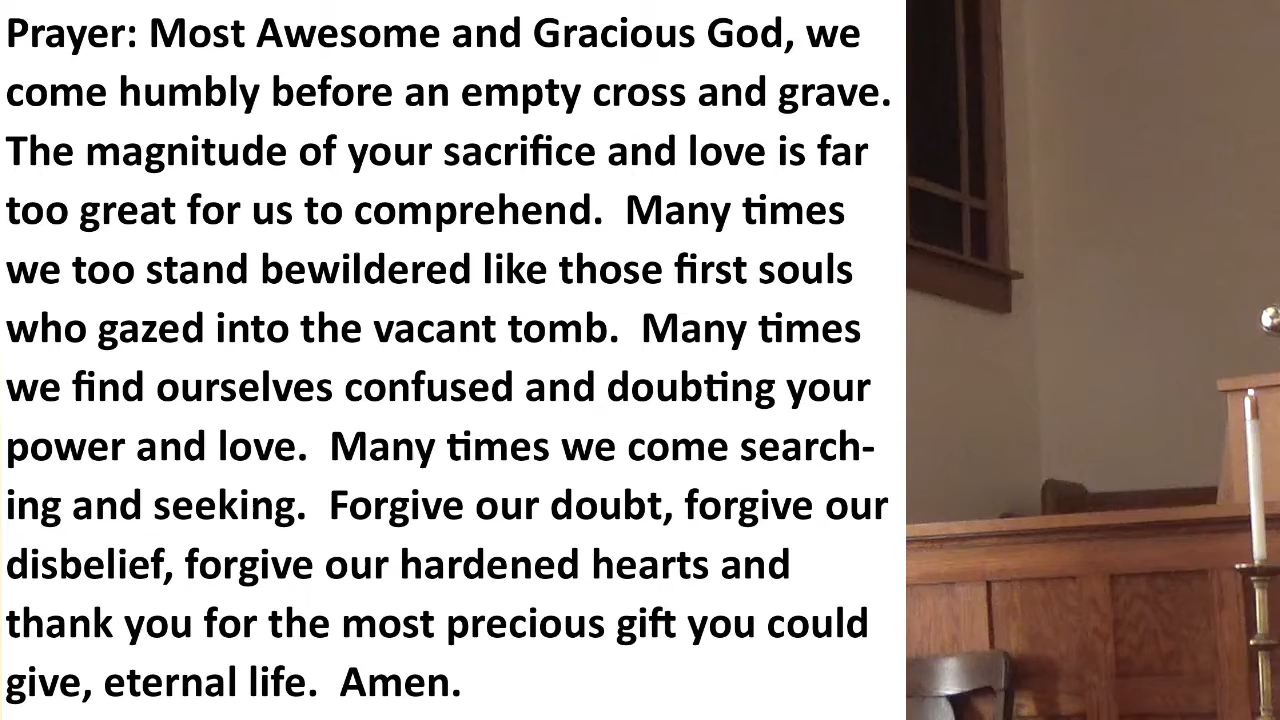 Prayer: Most Awesome and Gracious God, we
come humbly before an empty cross and grave.
The magnitude of your sacrifice and love is far
too great for us to comprehend.  Many times
we too stand bewildered like those first souls
who gazed into the vacant tomb.  Many times
we find ourselves confused and doubting your
power and love.  Many times we come search-
ing and seeking.  Forgive our doubt, forgive our
disbelief, forgive our hardened hearts and
thank you for the most precious gift you could
give, eternal life.  Amen.